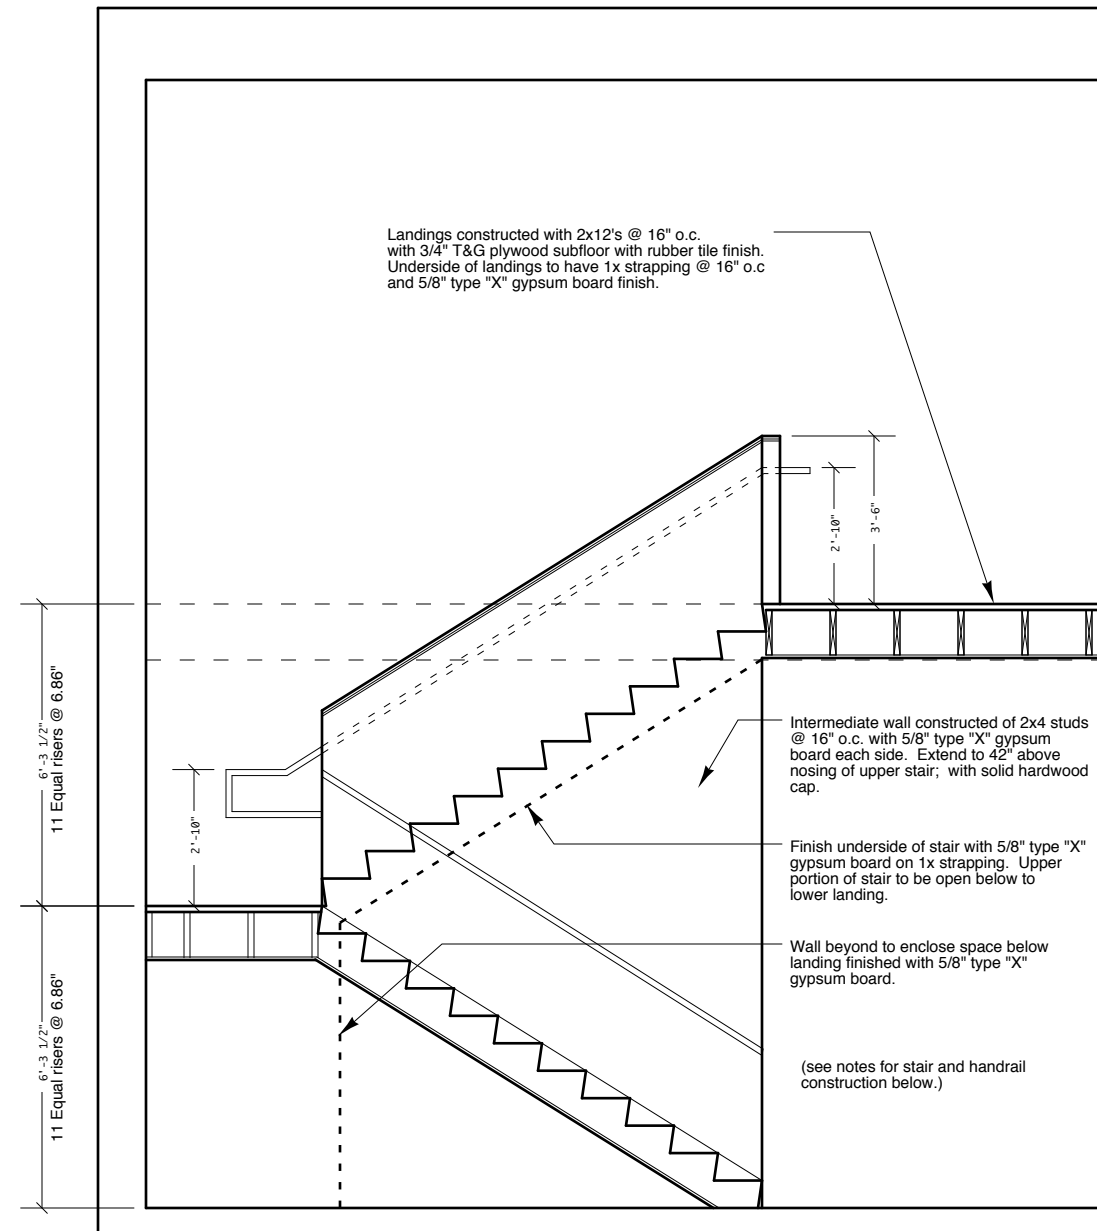 Landings constructed with 2x12's @ 16" o.c.
with 3/4" T&G plywood subfloor with rubber tile finish.
Underside of landings to have 1x strapping @ 16" o.c
and 5/8" type "X" gypsum board finish.
2'-10"
3'-6"
6'-3 1/2"
11 Equal risers @ 6.86"
2'-10"
Intermediate wall constructed of 2x4 studs
@ 16" o.c. with 5/8" type "X" gypsum
board each side.  Extend to 42" above
nosing of upper stair;  with solid hardwood
cap.
Finish underside of stair with 5/8" type "X"
gypsum board on 1x strapping.  Upper
portion of stair to be open below to
lower landing.
Wall beyond to enclose space below
landing finished with 5/8" type "X"
gypsum board.
6'-3 1/2"
11 Equal risers @ 6.86"
(see notes for stair and handrail
construction below.)